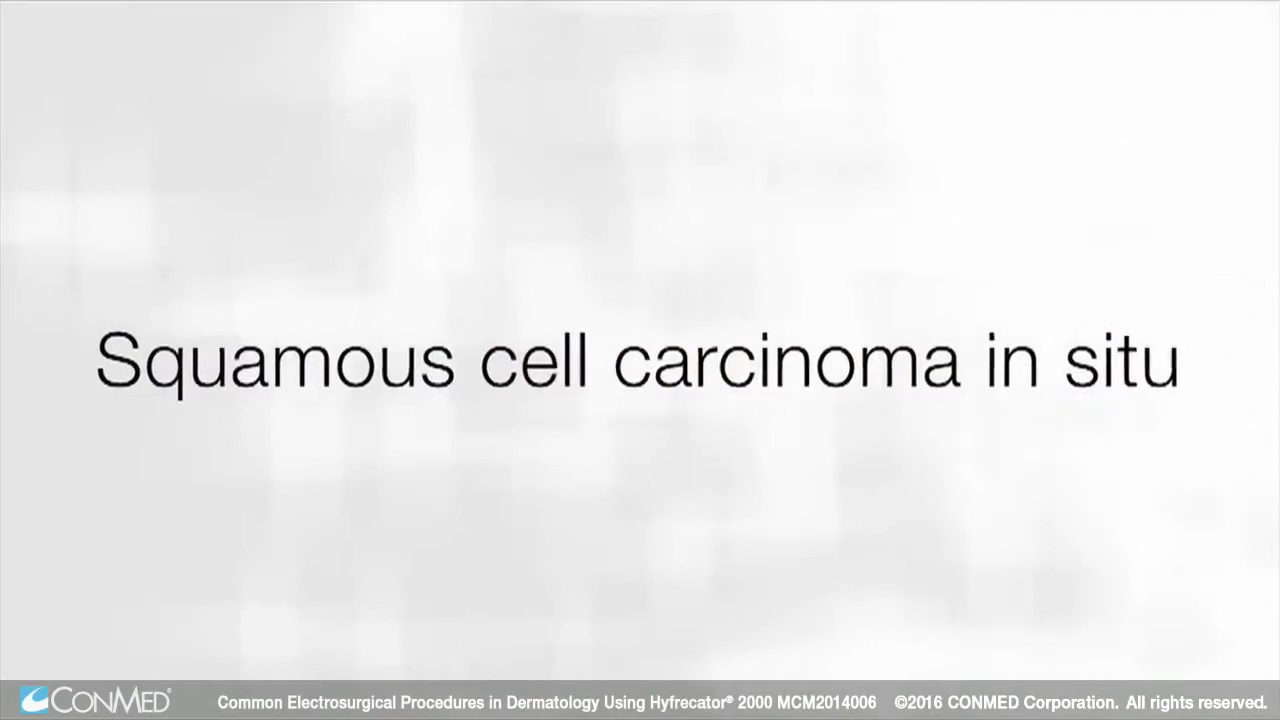 Squamous cell carcinoma in situ
CONMED® Common Electrosurgical Procedures in Dermatology Using Hyfrecator® 2000 MCM2014006 ©2016 CONMED Corporation. All rights reserved.